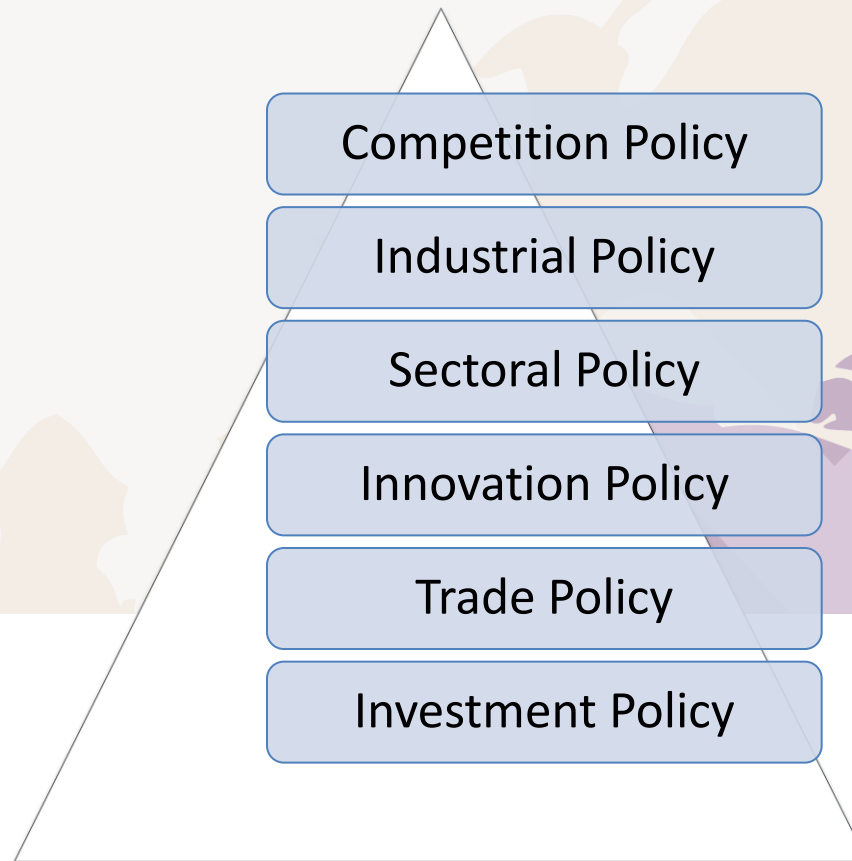 Competition Policy
Industrial Policy
Sectoral Policy
Innovation Policy
Trade Policy
Investment Policy